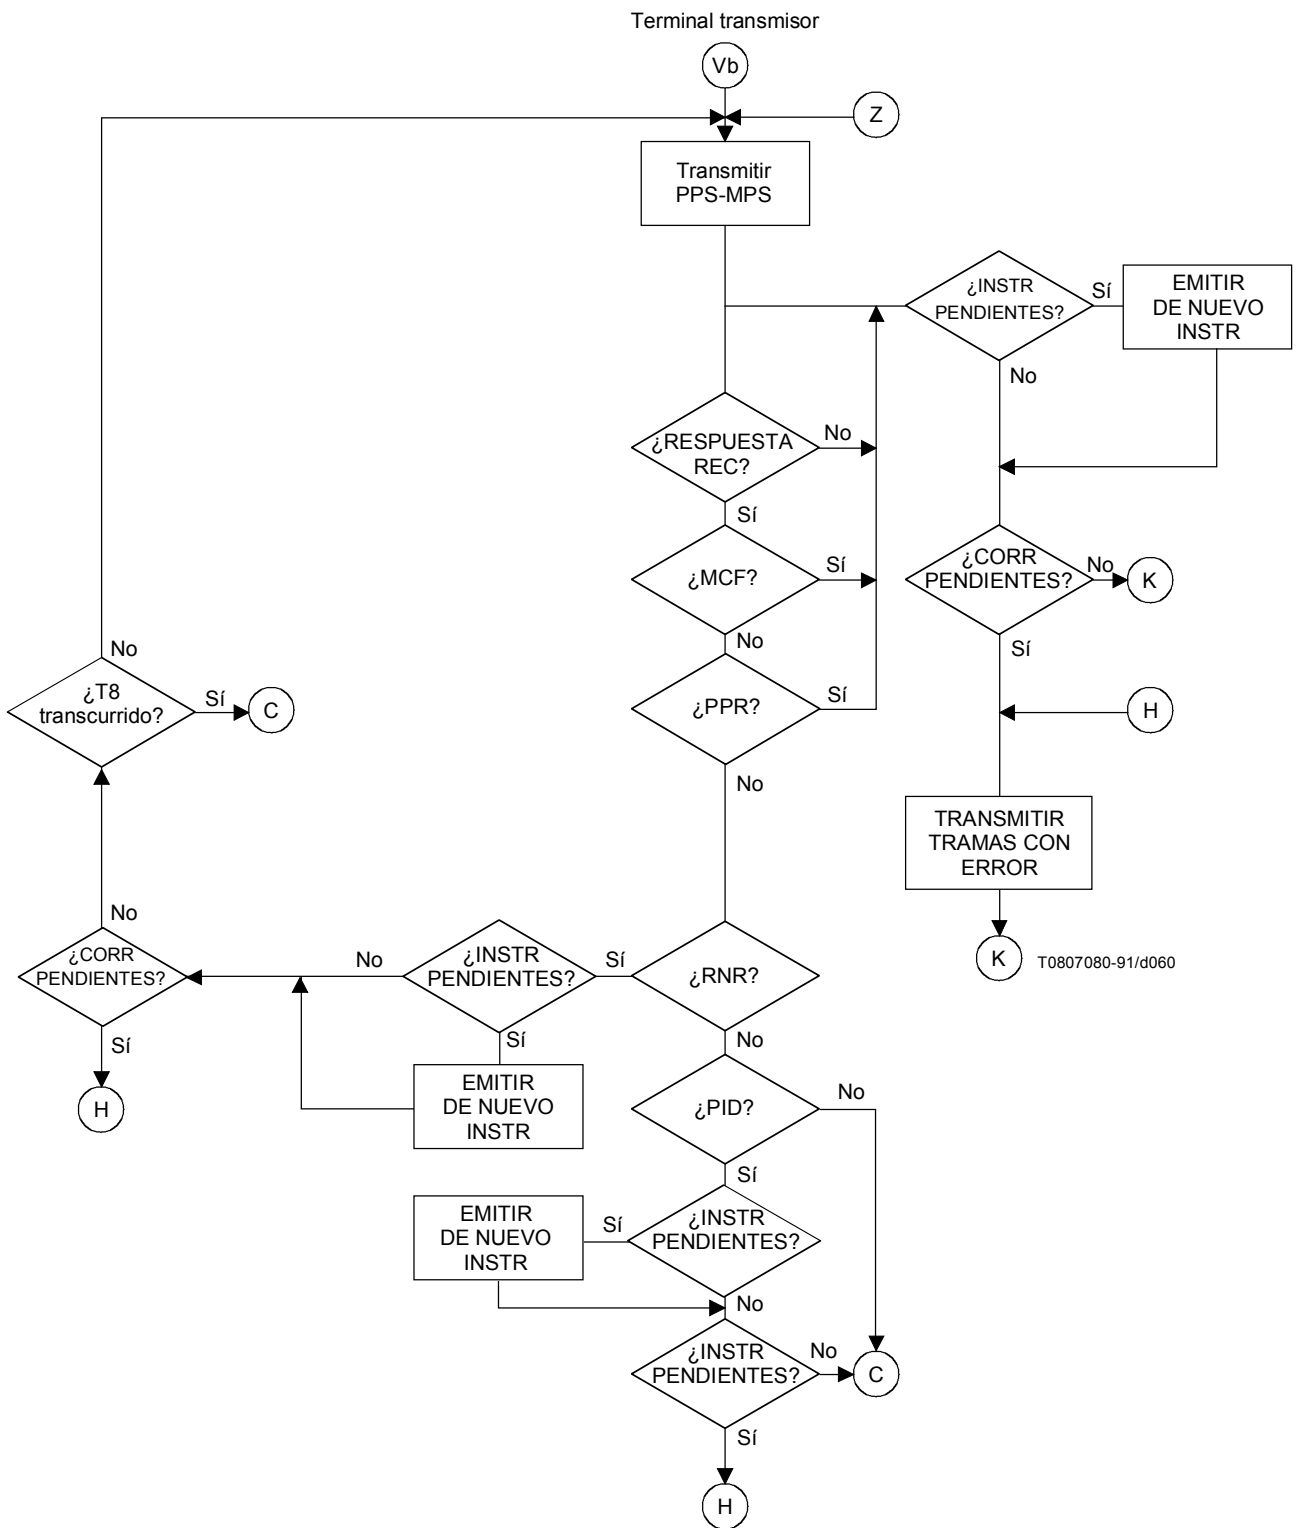 Terminal transmisor
Vb
Z
Transmitir
PPS-MPS
¿INSTR
PENDIENTES?
Sí
EMITIR
DE NUEVO
INSTR
No
¿RESPUESTA
REC?
No
Sí
¿MCF?
Sí
No
¿CORR
PENDIENTES?
No
K
Sí
¿PPR?
Sí
No
H
TRANSMITIR
TRAMAS CON
ERROR
K
T0807080-91/d060
No
¿T8
transcurrido?
Sí
C
No
¿CORR
PENDIENTES?
Sí
H
No
¿INSTR
PENDIENTES?
Sí
Sí
EMITIR
DE NUEVO
INSTR
¿RNR?
No
¿PID?
No
Sí
EMITIR
DE NUEVO
INSTR
Sí
¿INSTR
PENDIENTES?
No
¿INSTR
PENDIENTES?
No
C
Sí
H